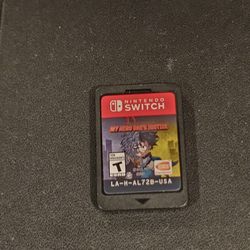 NINTENDO
SWITCH
MY HERO ONE'S JUSTICE
T
LA-H-AL72B-USA